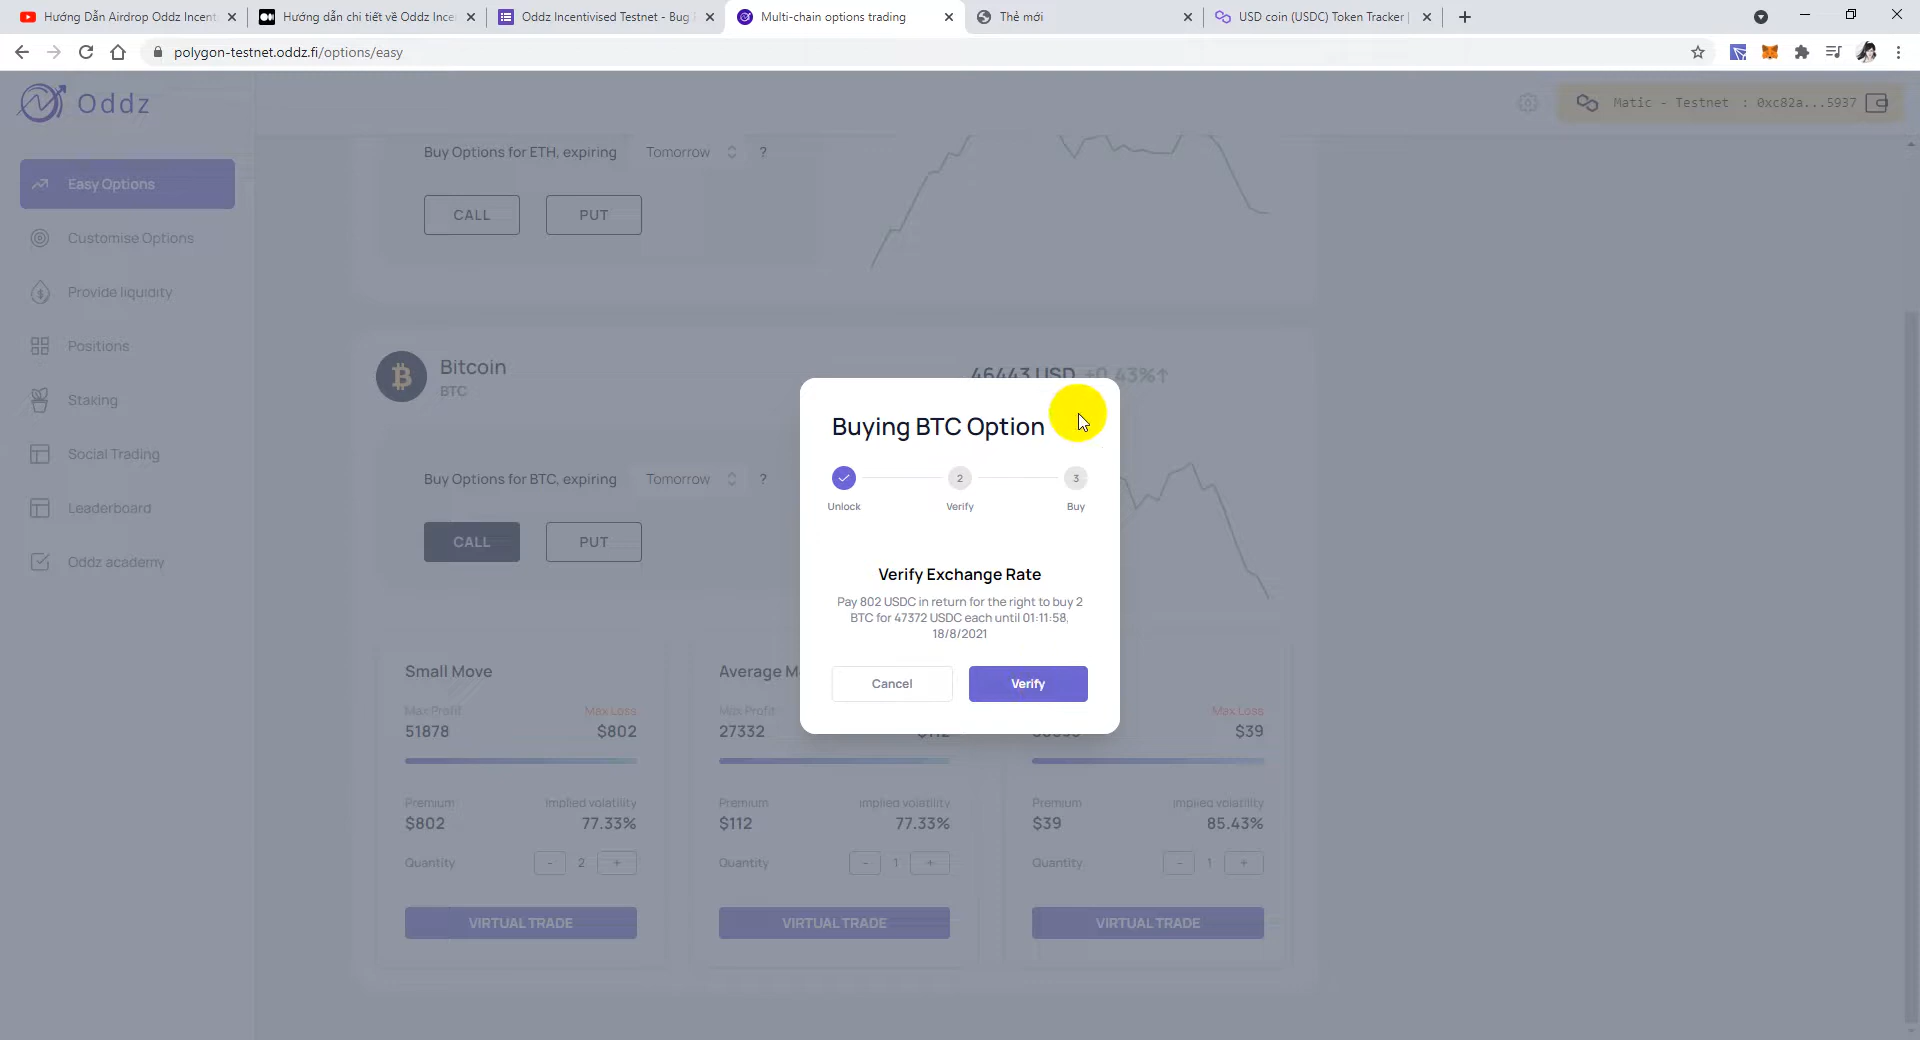 Hướng Dẫn Airdrop Oddz Incent
Hướng dẫn chi tiết về Oddz Ince
Oddz Incentivised Testnet - Bug
Multi-chain options trading
Thẻ mới
USD coin (USDC) Token Tracker
polygon-testnet.oddz.fi/options/easy
Oddz
Matic - Testnet : 0xc82a...5937
Easy Options
Customise Options
Provide liquidity
Positions
Staking
Social Trading
Leaderboard
Oddz academy
Buy Options for ETH, expiring Tomorrow ?
CALL PUT
Bitcoin
BTC
46443 USD +0.43%↑
Buy Options for BTC, expiring Tomorrow ?
CALL PUT
Buying BTC Option
2 3
Unlock Verify Buy
Verify Exchange Rate
Pay 802 USDC in return for the right to buy 2
BTC for 47372 USDC each until 01:11:58,
18/8/2021
Cancel Verify
Small Move
Max Profit Max Loss
51878 $802
Premium Implied volatility
$802 77.33%
Quantity - 2 +
VIRTUAL TRADE
Average M
Max Profit
27332 $112
Premium Implied volatility
$112 77.33%
Quantity - 1 +
VIRTUAL TRADE
Max Loss
$39
Premium Implied volatility
$39 85.43%
Quantity - 1 +
VIRTUAL TRADE